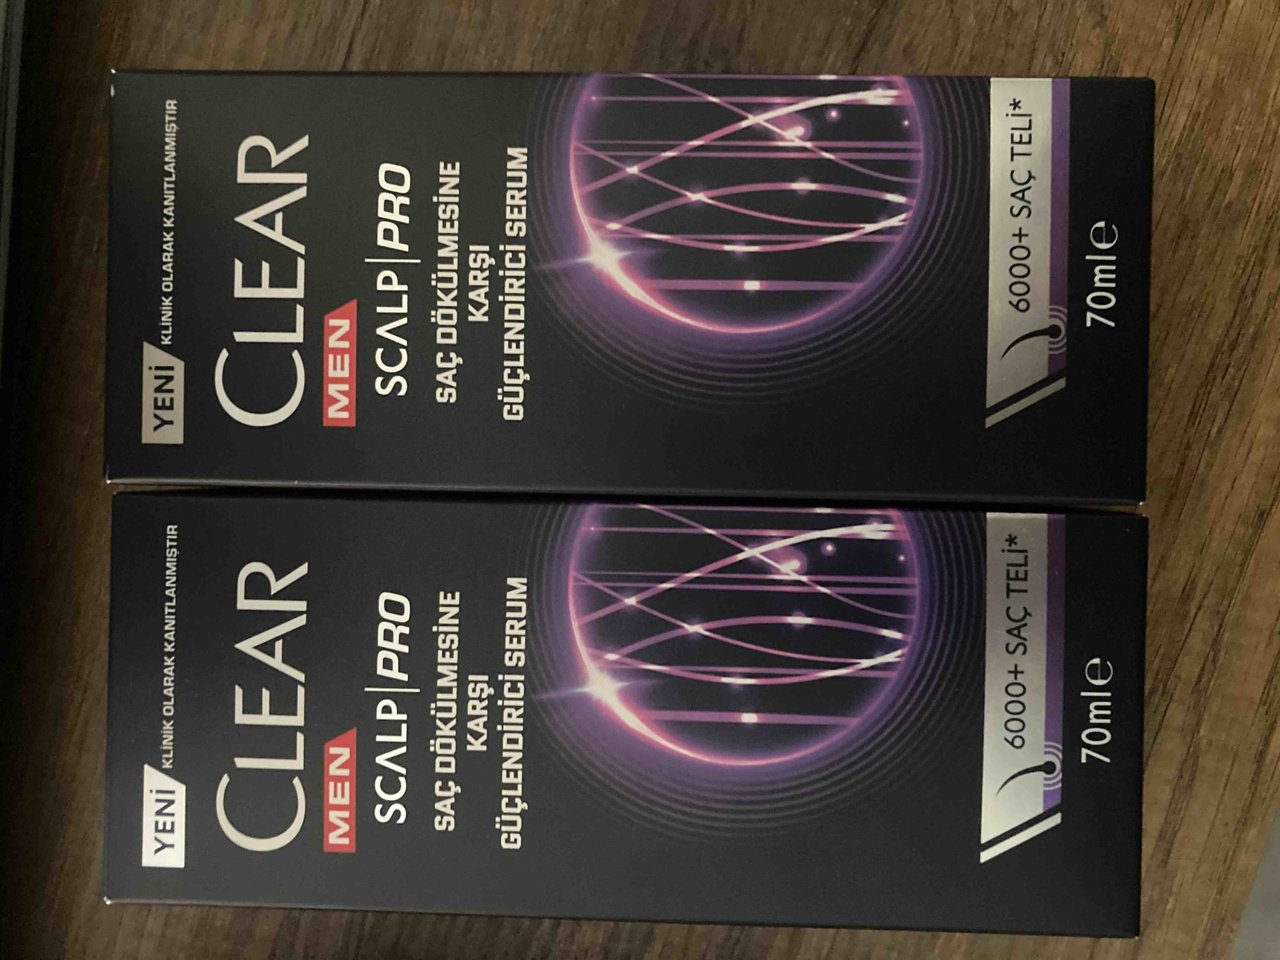 YENİ KLİNİK OLARAK KANITLANMIŞTIR
CLEAR
MEN
SCALP|PRO
SAÇ DÖKÜLMESİNE
KARŞI
GÜÇLENDİRİCİ SERUM
6000+ SAÇ TELİ*
70ml℮
YENİ KLİNİK OLARAK KANITLANMIŞTIR
CLEAR
MEN
SCALP|PRO
SAÇ DÖKÜLMESİNE
KARŞI
GÜÇLENDİRİCİ SERUM
6000+ SAÇ TELİ*
70ml℮